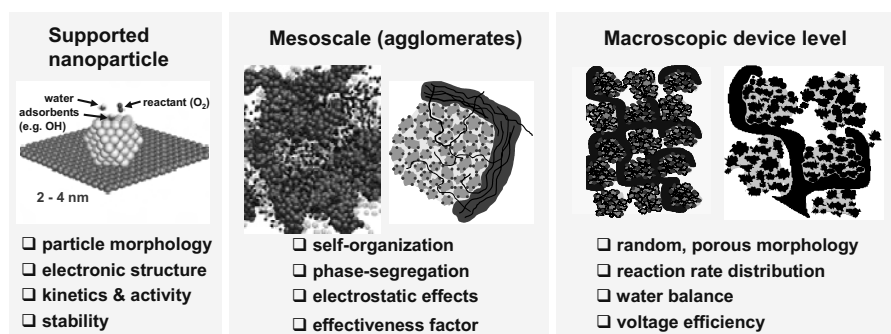 Supported
nanoparticle
water
reactant (O2)
adsorbents
(e.g. OH)
2 - 4 nm
❑ particle morphology
❑ electronic structure
❑ kinetics & activity
❑ stability
Mesoscale (agglomerates)
❑ self-organization
❑ phase-segregation
❑ electrostatic effects
❑ effectiveness factor
Macroscopic device level
❑ random, porous morphology
❑ reaction rate distribution
❑ water balance
❑ voltage efficiency